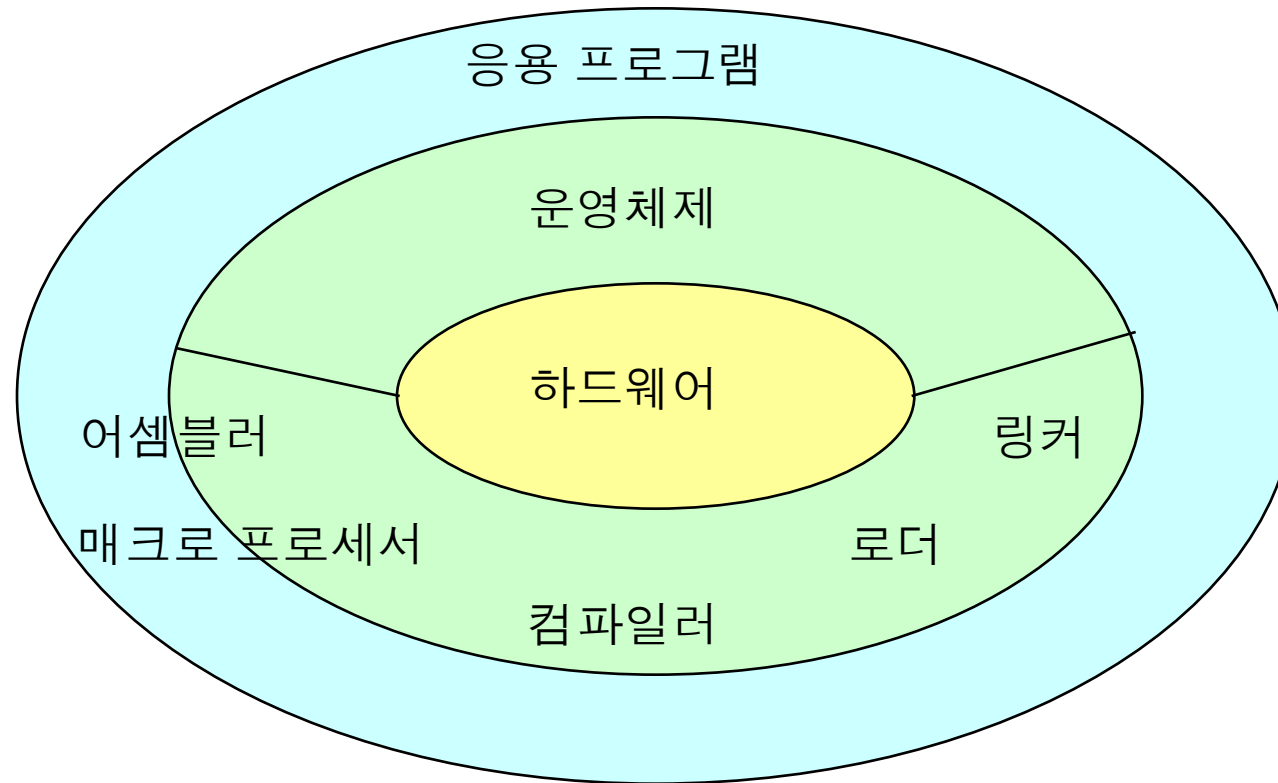 응용 프로그램
운영체제
하드웨어
어셈블러
링커
매크로 프로세서
로더
컴파일러